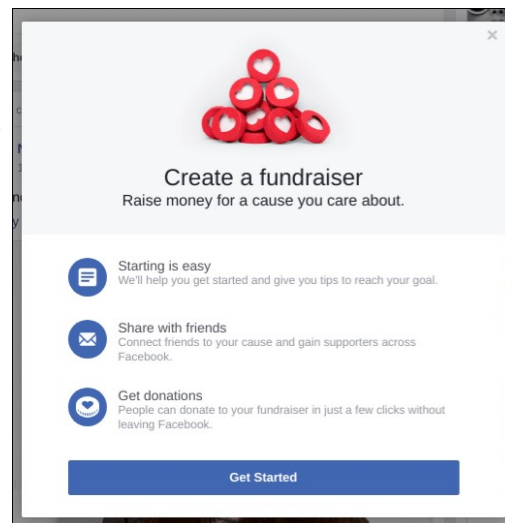 ×
Create a fundraiser
Raise money for a cause you care about.
Starting is easy
We'll help you get started and give you tips to reach your goal.
Share with friends
Connect friends to your cause and gain supporters across
Facebook.
Get donations
People can donate to your fundraiser in just a few clicks without
leaving Facebook.
Get Started